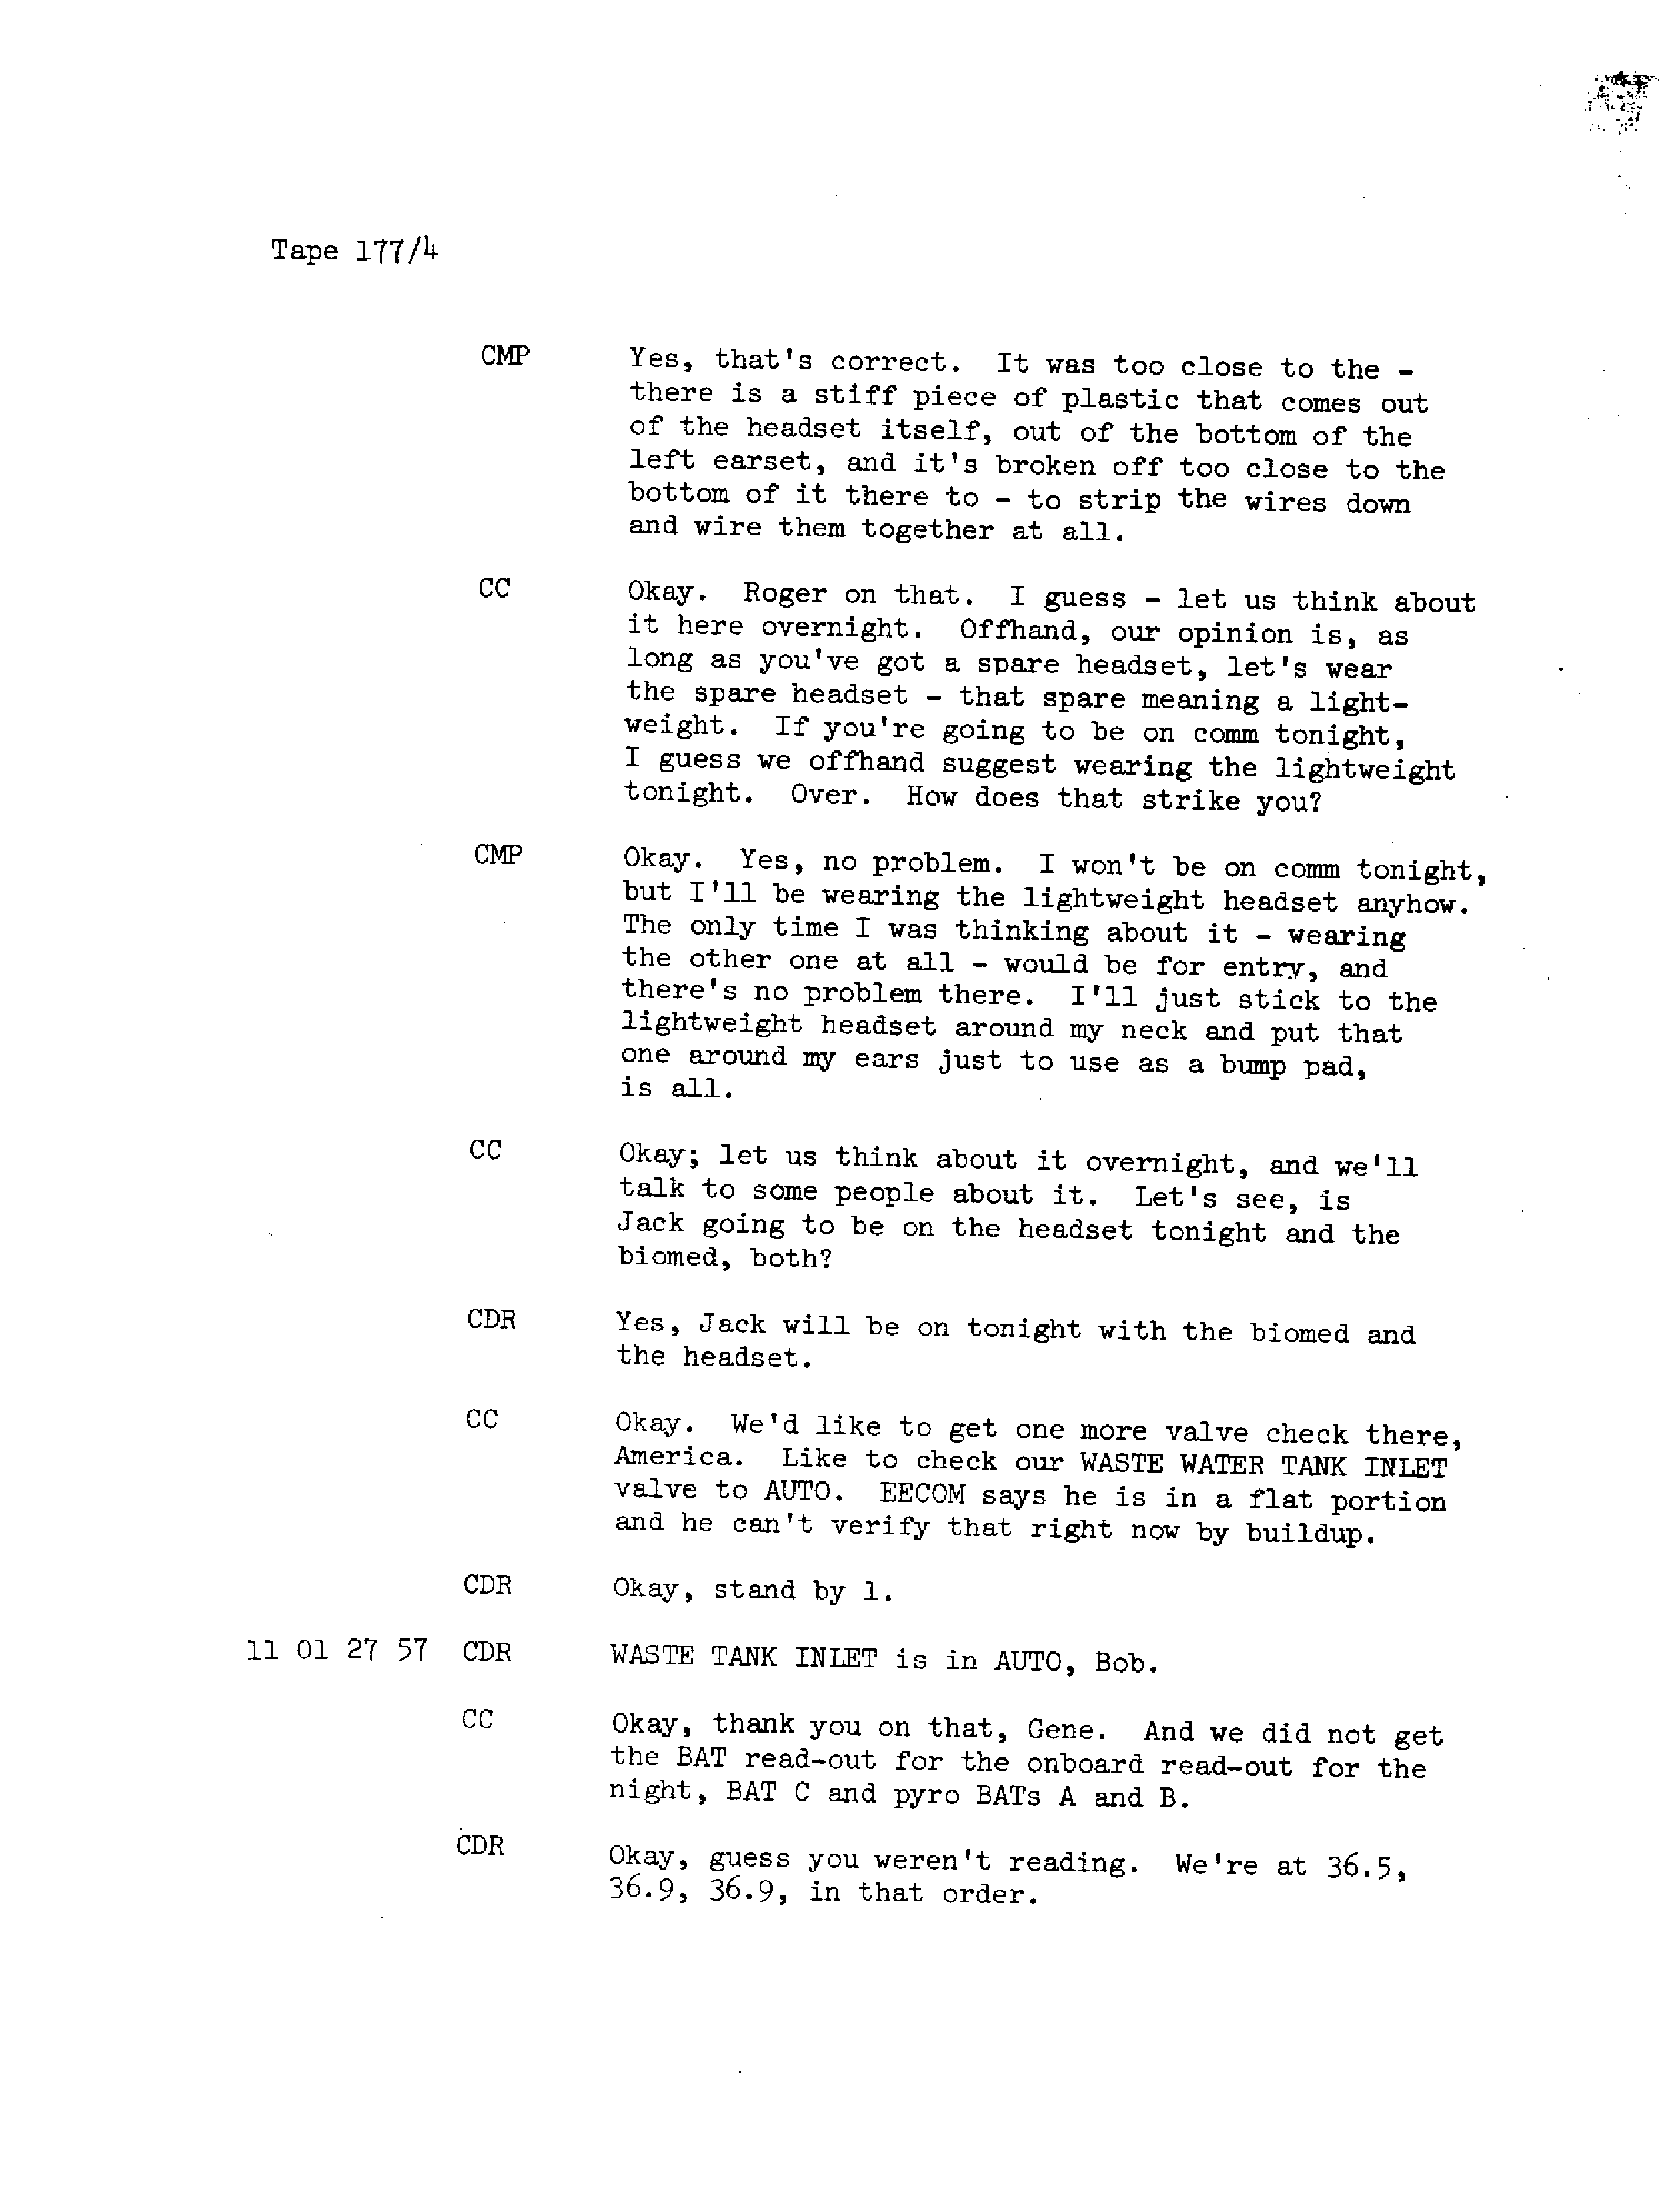 Tape 177/4
CMP Yes, that's correct. It was too close to the -
there is a stiff piece of plastic that comes out
of the headset itself, out of the bottom of the
left earset, and it's broken off too close to the
bottom of it there to - to strip the wires down
and wire them together at all.
CC Okay. Roger on that. I guess - let us think about
it here overnight. Offhand, our opinion is, as
long as you've got a spare headset, let's wear
the spare headset - that spare meaning a light-
weight. If you're going to be on comm tonight,
I guess we offhand suggest wearing the lightweight
tonight. Over. How does that strike you?
CMP Okay. Yes, no problem. I won't be on comm tonight,
but I'll be wearing the lightweight headset anyhow.
The only time I was thinking about it - wearing
the other one at all - would be for entry, and
there's no problem there. I'll just stick to the
lightweight headset around my neck and put that
one around my ears just to use as a bump pad,
is all.
CC Okay; let us think about it overnight, and we'll
talk to some people about it. Let's see, is
Jack going to be on the headset tonight and the
biomed, both?
CDR Yes, Jack will be on tonight with the biomed and
the headset.
CC Okay. We'd like to get one more valve check there,
America. Like to check our WASTE WATER TANK INLET
valve to AUTO. EECOM says he is in a flat portion
and he can't verify that right now by buildup.
CDR Okay, stand by 1.
11 01 27 57 CDR WASTE TANK INLET is in AUTO, Bob.
CC Okay, thank you on that, Gene. And we did not get
the BAT read-out for the onboard read-out for the
night, BAT C and pyro BATs A and B.
CDR Okay, guess you weren't reading. We're at 36.5,
36.9, 36.9, in that order.